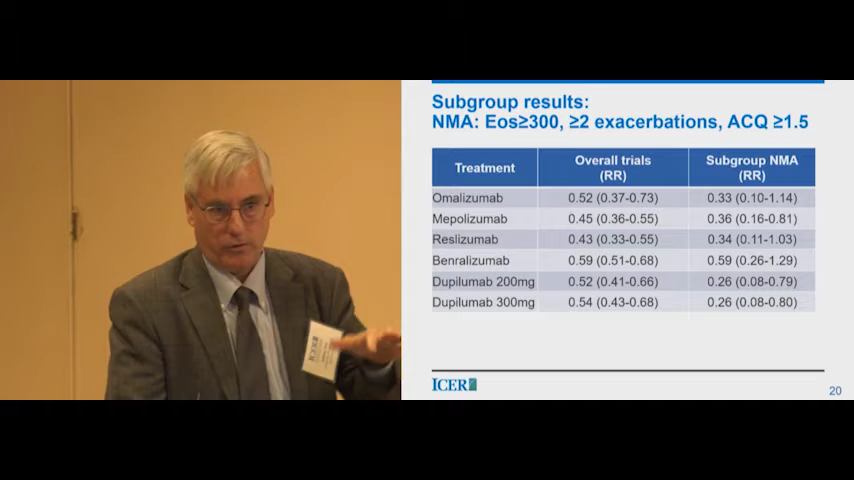 Subgroup results:
NMA: Eos≥300, ≥2 exacerbations, ACQ ≥1.5
Treatment Overall trials (RR) Subgroup NMA (RR)
Omalizumab 0.52 (0.37-0.73) 0.33 (0.10-1.14)
Mepolizumab 0.45 (0.36-0.55) 0.36 (0.16-0.81)
Reslizumab 0.43 (0.33-0.55) 0.34 (0.11-1.03)
Benralizumab 0.59 (0.51-0.68) 0.59 (0.26-1.29)
Dupilumab 200mg 0.52 (0.41-0.66) 0.26 (0.08-0.79)
Dupilumab 300mg 0.54 (0.43-0.68) 0.26 (0.08-0.80)
ICER
20
ICER